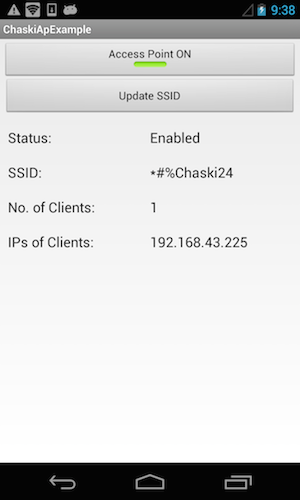 9:38
ChaskiApExample
Access Point ON
Update SSID
Status: Enabled
SSID: *#%Chaski24
No. of Clients: 1
IPs of Clients: 192.168.43.225